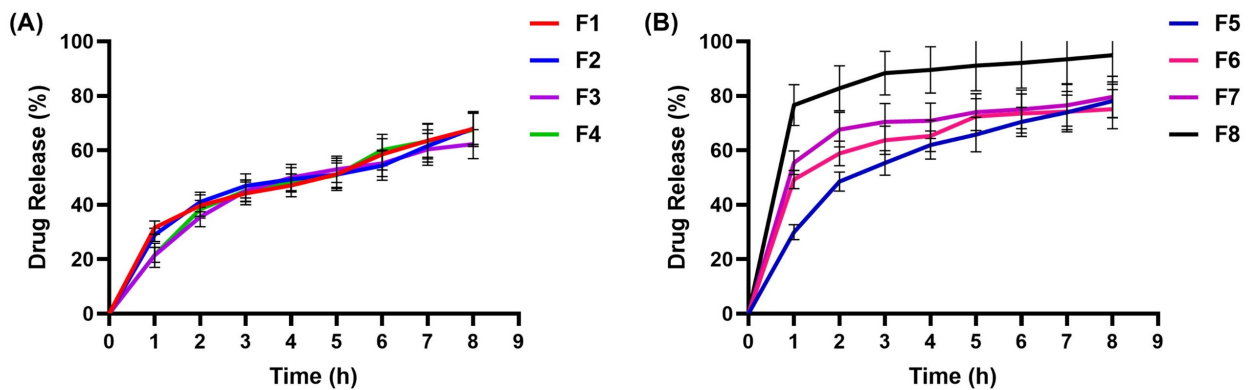 (A)
Drug Release (%)
100
80
60
40
20
0
0 1 2 3 4 5 6 7 8 9
Time (h)
F1
F2
F3
F4
(B)
Drug Release (%)
100
80
60
40
20
0
0 1 2 3 4 5 6 7 8 9
Time (h)
F5
F6
F7
F8